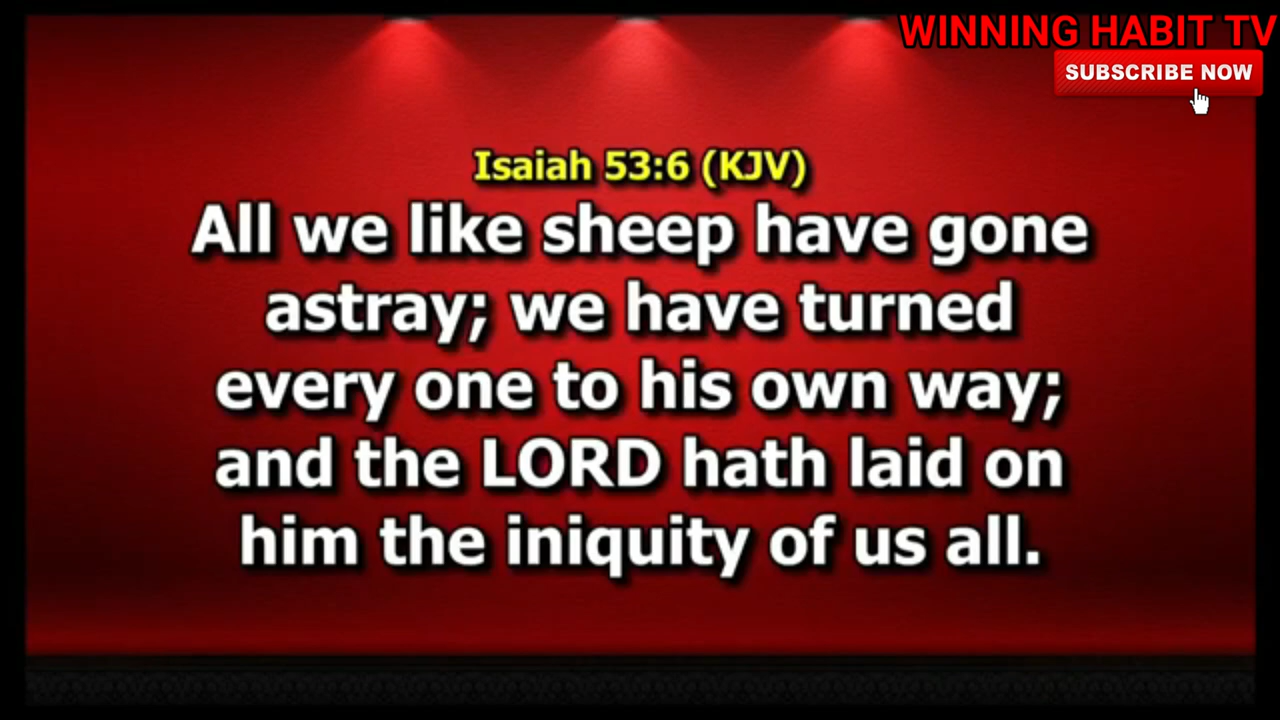 WINNING HABIT TV
SUBSCRIBE NOW
Isaiah 53:6 (KJV)
All we like sheep have gone
astray; we have turned
every one to his own way;
and the LORD hath laid on
him the iniquity of us all.